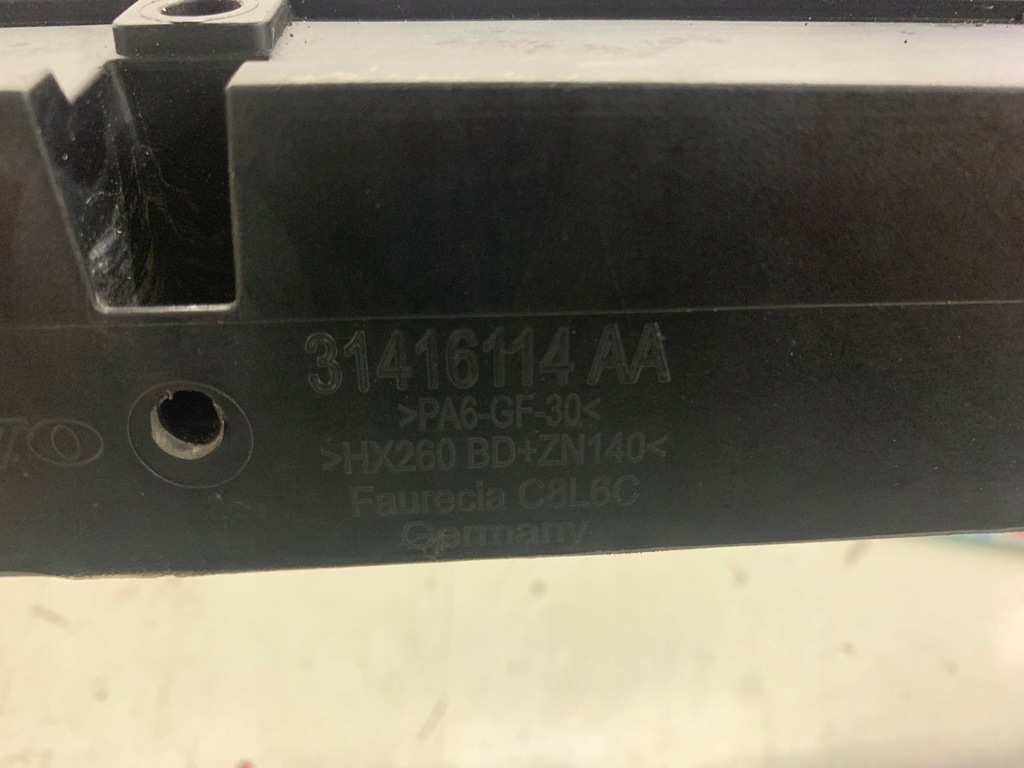 31416114 AA
>PA6-GF-30<
>HX260 BD+ZN140<
Faurecia C8L6C
Germany